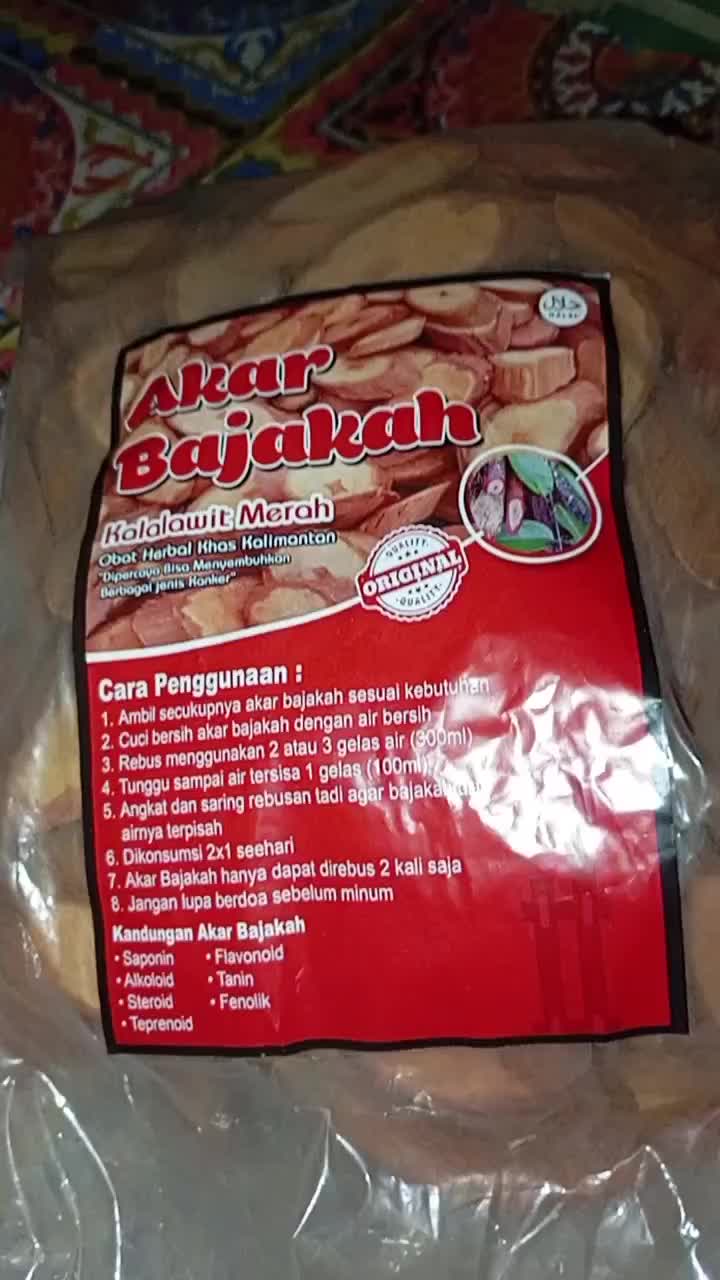 حلال
HALAL
Akar
Bajakah
Kalalawit Merah
Obat Herbal Khas Kalimantan
"Dipercaya Bisa Menyembuhkan
Berbagai jenis Kanker"
QUALITY
ORIGINAL
QUALITY
Cara Penggunaan :
1. Ambil secukupnya akar bajakah sesuai kebutuhan
2. Cuci bersih akar bajakah dengan air bersih
3. Rebus menggunakan 2 atau 3 gelas air (300ml)
4. Tunggu sampai air tersisa 1 gelas (100ml)
5. Angkat dan saring rebusan tadi agar bajakah
airnya terpisah
6. Dikonsumsi 2x1 seehari
7. Akar Bajakah hanya dapat direbus 2 kali saja
8. Jangan lupa berdoa sebelum minum
Kandungan Akar Bajakah
• Saponin • Flavonoid
• Alkoloid • Tanin
• Steroid • Fenolik
• Teprenoid